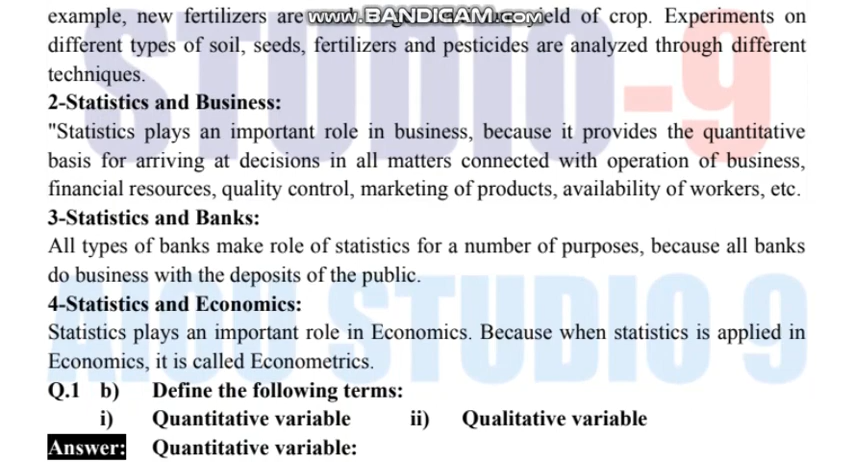 example, new fertilizers are www.BANDICAM.com yield of crop. Experiments on
different types of soil, seeds, fertilizers and pesticides are analyzed through different
techniques.
2-Statistics and Business:
"Statistics plays an important role in business, because it provides the quantitative
basis for arriving at decisions in all matters connected with operation of business,
financial resources, quality control, marketing of products, availability of workers, etc.
3-Statistics and Banks:
All types of banks make role of statistics for a number of purposes, because all banks
do business with the deposits of the public.
4-Statistics and Economics:
Statistics plays an important role in Economics. Because when statistics is applied in
Economics, it is called Econometrics.
Q.1 b) Define the following terms:
i) Quantitative variable ii) Qualitative variable
Answer: Quantitative variable:
STUDIO-9
AIOU STUDIO 9